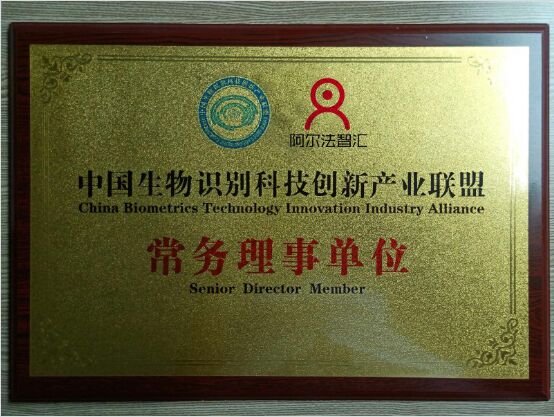 阿尔法智汇
中国生物识别科技创新产业联盟
China Biometrics Technology Innovation Industry Alliance
常务理事单位
Senior Director Member